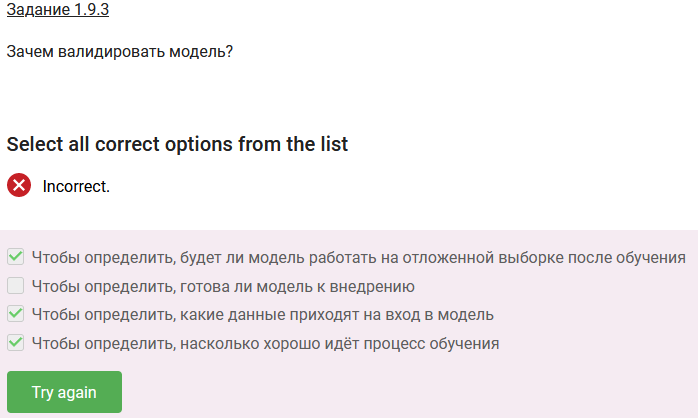 Задание 1.9.3
Зачем валидировать модель?
Select all correct options from the list
Incorrect.
Чтобы определить, будет ли модель работать на отложенной выборке после обучения
Чтобы определить, готова ли модель к внедрению
Чтобы определить, какие данные приходят на вход в модель
Чтобы определить, насколько хорошо идёт процесс обучения
Try again